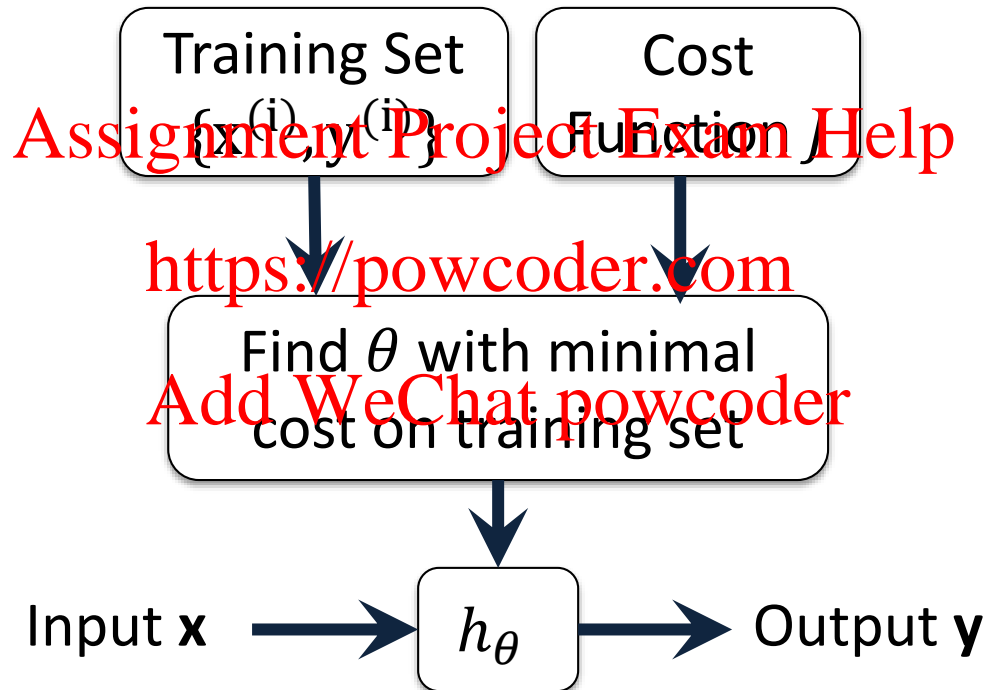 Training Set
{x^(i), y^(i)}
Cost
Function J
Assignment Project Exam Help
https://powcoder.com
Find θ with minimal
cost on training set
Add WeChat powcoder
Input x
h_θ
Output y